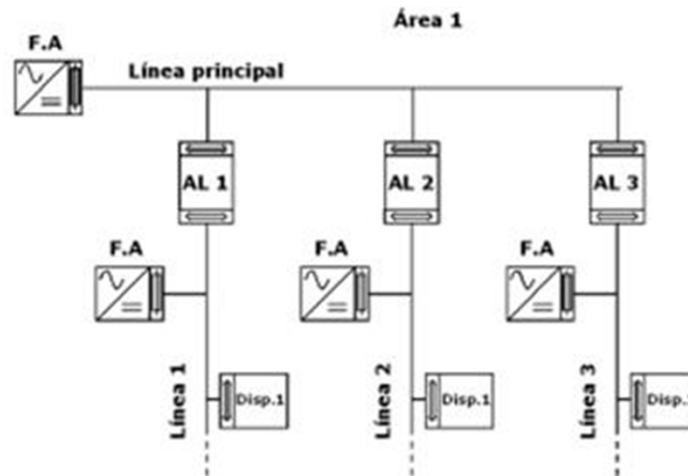 Área 1
F.A
Línea principal
AL 1
AL 2
AL 3
F.A
F.A
F.A
Línea 1
Disp.1
Línea 2
Disp.1
Línea 3
Disp.